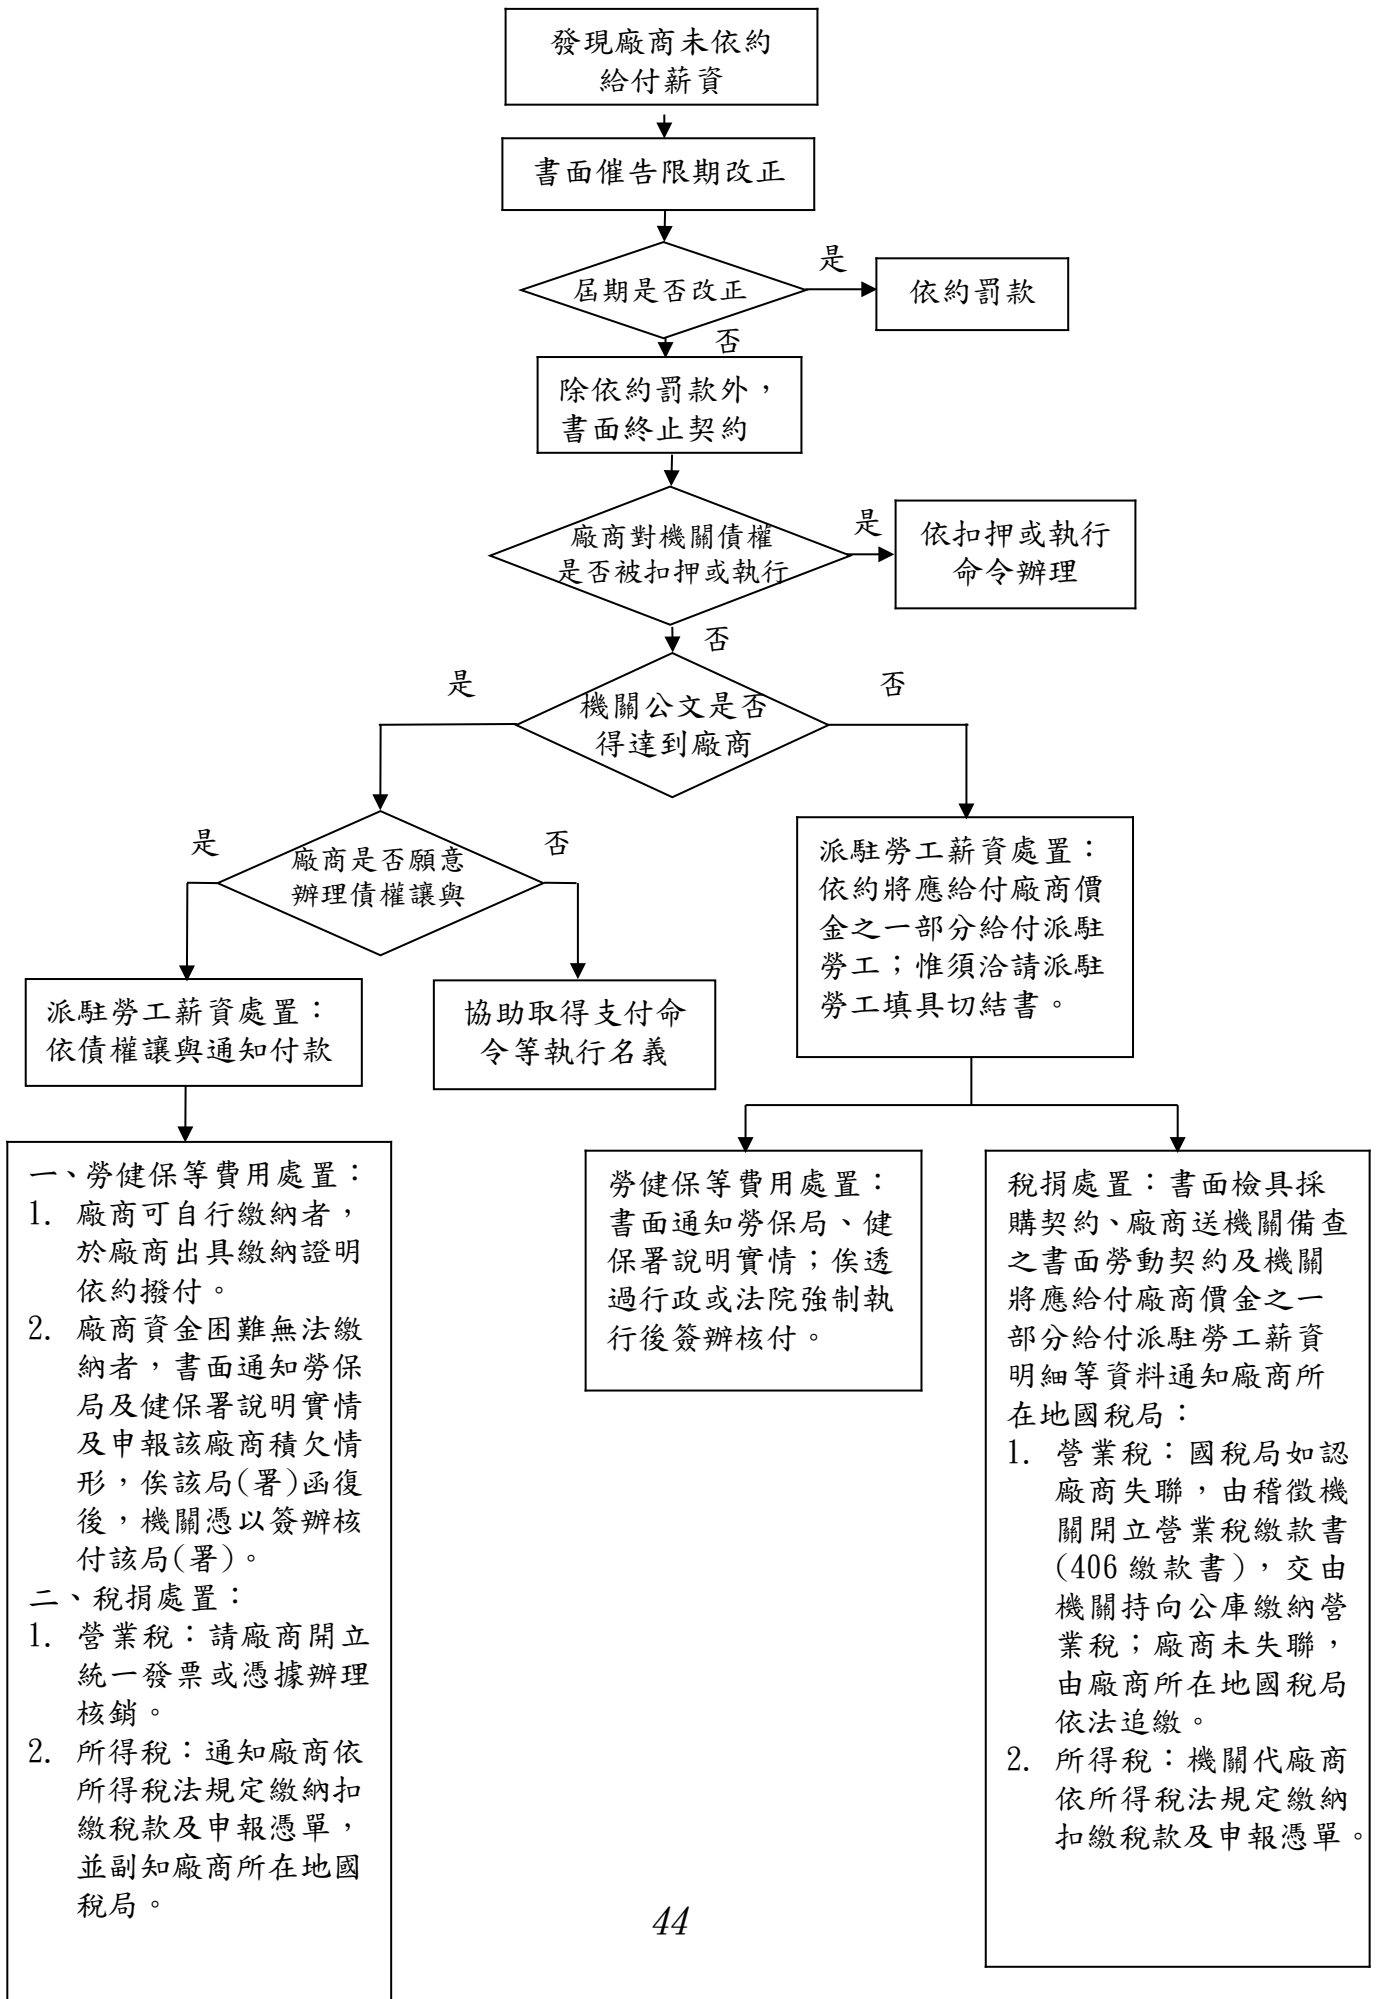 發現廠商未依約
給付薪資
書面催告限期改正
屆期是否改正
是
依約罰款
否
除依約罰款外，
書面終止契約
廠商對機關債權
是否被扣押或執行
是
依扣押或執行
命令辦理
否
機關公文是否
得達到廠商
是
否
廠商是否願意
辦理債權讓與
是
否
派駐勞工薪資處置：
依債權讓與通知付款
協助取得支付命
令等執行名義
派駐勞工薪資處置：
依約將應給付廠商價
金之一部分給付派駐
勞工；惟須洽請派駐
勞工填具切結書。
一、勞健保等費用處置：
1. 廠商可自行繳納者，
於廠商出具繳納證明
依約撥付。
2. 廠商資金困難無法繳
納者，書面通知勞保
局及健保署說明實情
及申報該廠商積欠情
形，俟該局(署)函復
後，機關憑以簽辦核
付該局(署)。
二、稅捐處置：
1. 營業稅：請廠商開立
統一發票或憑據辦理
核銷。
2. 所得稅：通知廠商依
所得稅法規定繳納扣
繳稅款及申報憑單，
並副知廠商所在地國
稅局。
勞健保等費用處置：
書面通知勞保局、健
保署說明實情；俟透
過行政或法院強制執
行後簽辦核付。
稅捐處置：書面檢具採
購契約、廠商送機關備查
之書面勞動契約及機關
將應給付廠商價金之一
部分給付派駐勞工薪資
明細等資料通知廠商所
在地國稅局：
1. 營業稅：國稅局如認
廠商失聯，由稽徵機
關開立營業稅繳款書
(406 繳款書)，交由
機關持向公庫繳納營
業稅；廠商未失聯，
由廠商所在地國稅局
依法追繳。
2. 所得稅：機關代廠商
依所得稅法規定繳納
扣繳稅款及申報憑單。
44